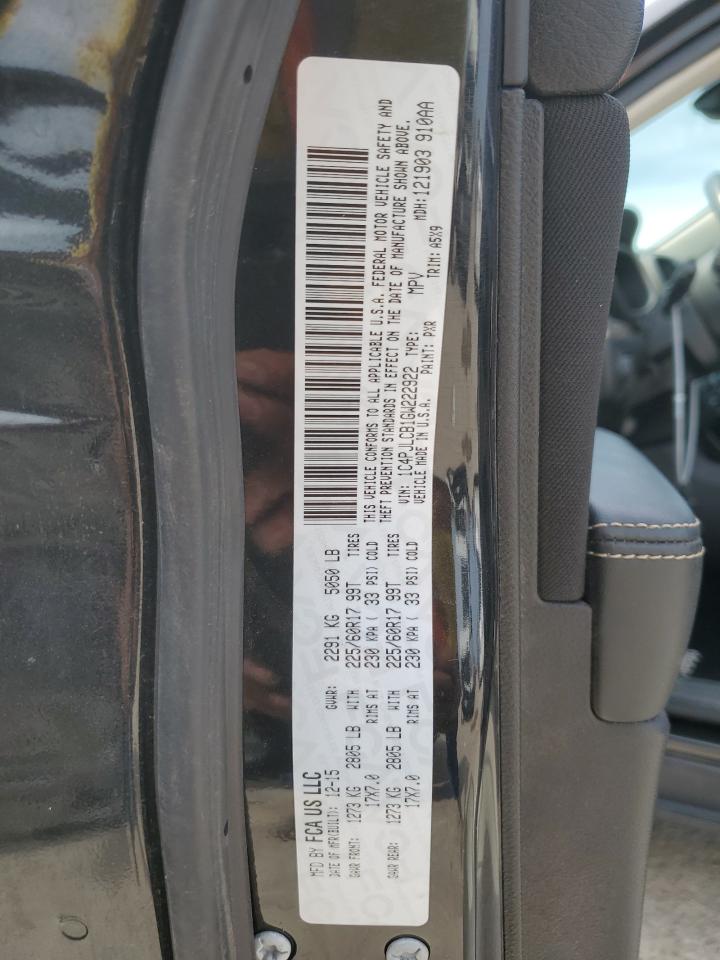 MFD BY FCA US LLC
DATE OF MFR(BUILT): 12-15 GVWR: 2291 KG 5050 LB
GAWR FRONT: 1273 KG 2805 LB WITH 225/60R17 99T TIRES
17X7.0 RIMS AT 230 KPA ( 33 PSI) COLD
GAWR REAR: 1273 KG 2805 LB WITH 225/60R17 99T TIRES
17X7.0 RIMS AT 230 KPA ( 33 PSI) COLD
THIS VEHICLE CONFORMS TO ALL APPLICABLE U.S.A. FEDERAL MOTOR VEHICLE SAFETY AND
THEFT PREVENTION STANDARDS IN EFFECT ON THE DATE OF MANUFACTURE SHOWN ABOVE.
VIN: 1C4PJLCB1GW222922 TYPE: MPV MDH:121903 910AA
VEHICLE MADE IN U.S.A. PAINT: PXR TRIM: A5X9